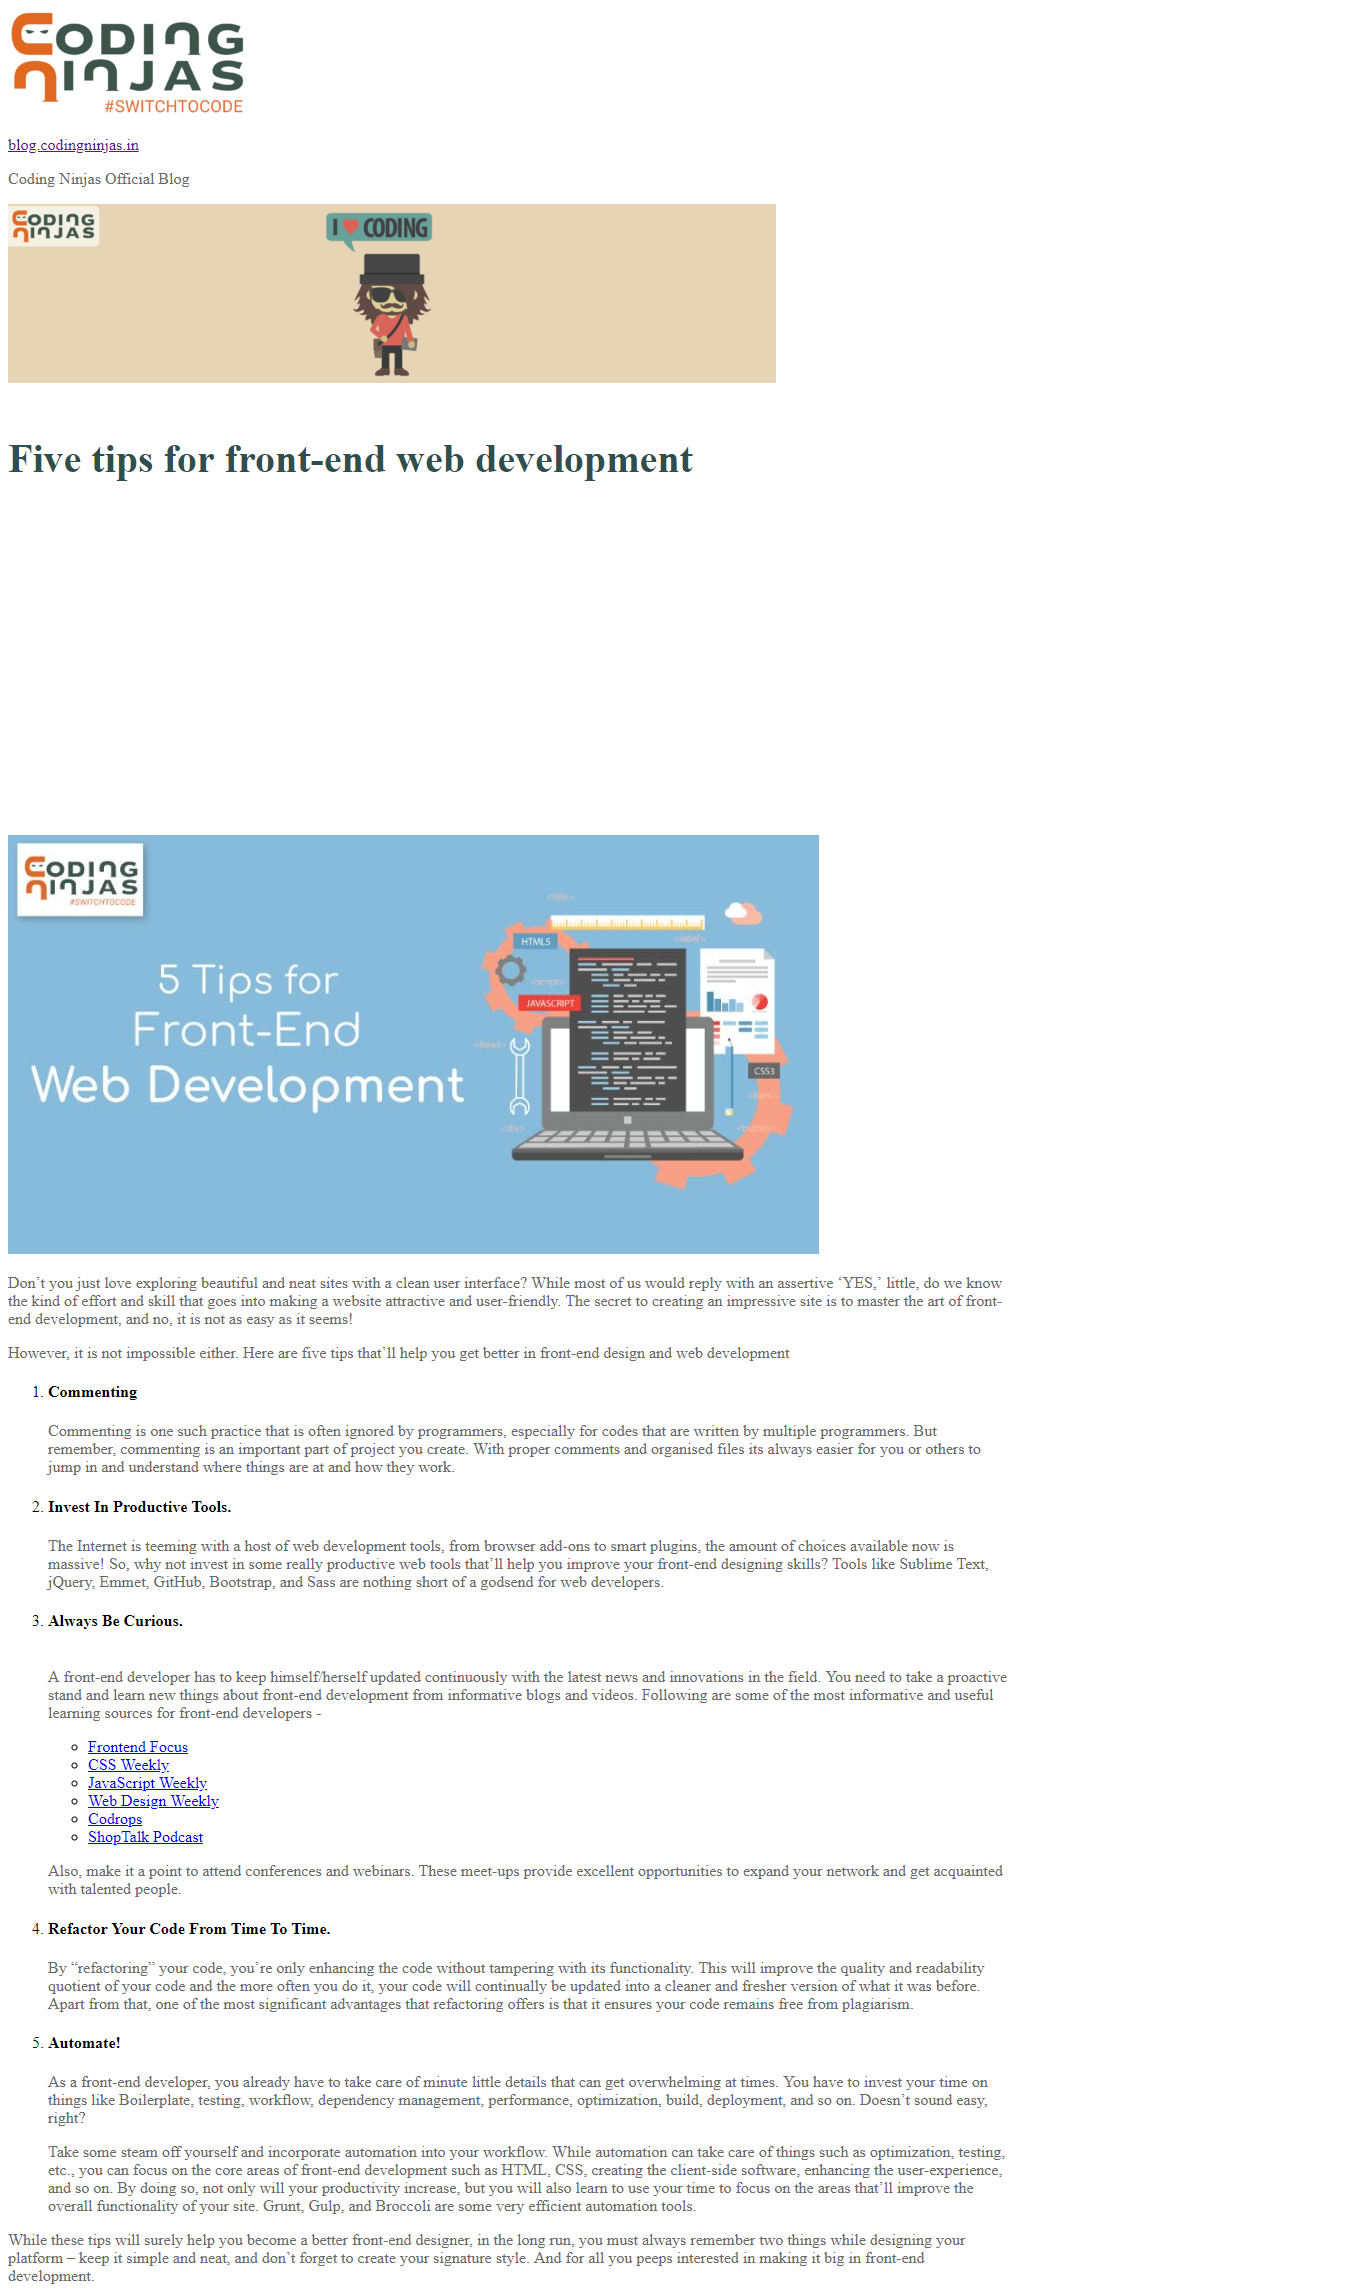 CODING
NINJAS
#SWITCHTOCODE
blog.codingninjas.in
Coding Ninjas Official Blog
CODING
NINJAS
I ♥ CODING
Five tips for front-end web development
CODING
NINJAS
#SWITCHTOCODE
5 Tips for
Front-End
Web Development
<title>
<label>
HTML5
<script>
JAVASCRIPT
<head>
CSS3
<form>
<div>
<button>
Don’t you just love exploring beautiful and neat sites with a clean user interface? While most of us would reply with an assertive ‘YES,’ little, do we know
the kind of effort and skill that goes into making a website attractive and user-friendly. The secret to creating an impressive site is to master the art of front-
end development, and no, it is not as easy as it seems!
However, it is not impossible either. Here are five tips that’ll help you get better in front-end design and web development
1. Commenting
Commenting is one such practice that is often ignored by programmers, especially for codes that are written by multiple programmers. But
remember, commenting is an important part of project you create. With proper comments and organised files its always easier for you or others to
jump in and understand where things are at and how they work.
2. Invest In Productive Tools.
The Internet is teeming with a host of web development tools, from browser add-ons to smart plugins, the amount of choices available now is
massive! So, why not invest in some really productive web tools that’ll help you improve your front-end designing skills? Tools like Sublime Text,
jQuery, Emmet, GitHub, Bootstrap, and Sass are nothing short of a godsend for web developers.
3. Always Be Curious.
A front-end developer has to keep himself/herself updated continuously with the latest news and innovations in the field. You need to take a proactive
stand and learn new things about front-end development from informative blogs and videos. Following are some of the most informative and useful
learning sources for front-end developers -
Frontend Focus
CSS Weekly
JavaScript Weekly
Web Design Weekly
Codrops
ShopTalk Podcast
Also, make it a point to attend conferences and webinars. These meet-ups provide excellent opportunities to expand your network and get acquainted
with talented people.
4. Refactor Your Code From Time To Time.
By “refactoring” your code, you’re only enhancing the code without tampering with its functionality. This will improve the quality and readability
quotient of your code and the more often you do it, your code will continually be updated into a cleaner and fresher version of what it was before.
Apart from that, one of the most significant advantages that refactoring offers is that it ensures your code remains free from plagiarism.
5. Automate!
As a front-end developer, you already have to take care of minute little details that can get overwhelming at times. You have to invest your time on
things like Boilerplate, testing, workflow, dependency management, performance, optimization, build, deployment, and so on. Doesn’t sound easy,
right?
Take some steam off yourself and incorporate automation into your workflow. While automation can take care of things such as optimization, testing,
etc., you can focus on the core areas of front-end development such as HTML, CSS, creating the client-side software, enhancing the user-experience,
and so on. By doing so, not only will your productivity increase, but you will also learn to use your time to focus on the areas that’ll improve the
overall functionality of your site. Grunt, Gulp, and Broccoli are some very efficient automation tools.
While these tips will surely help you become a better front-end designer, in the long run, you must always remember two things while designing your
platform – keep it simple and neat, and don’t forget to create your signature style. And for all you peeps interested in making it big in front-end
development.